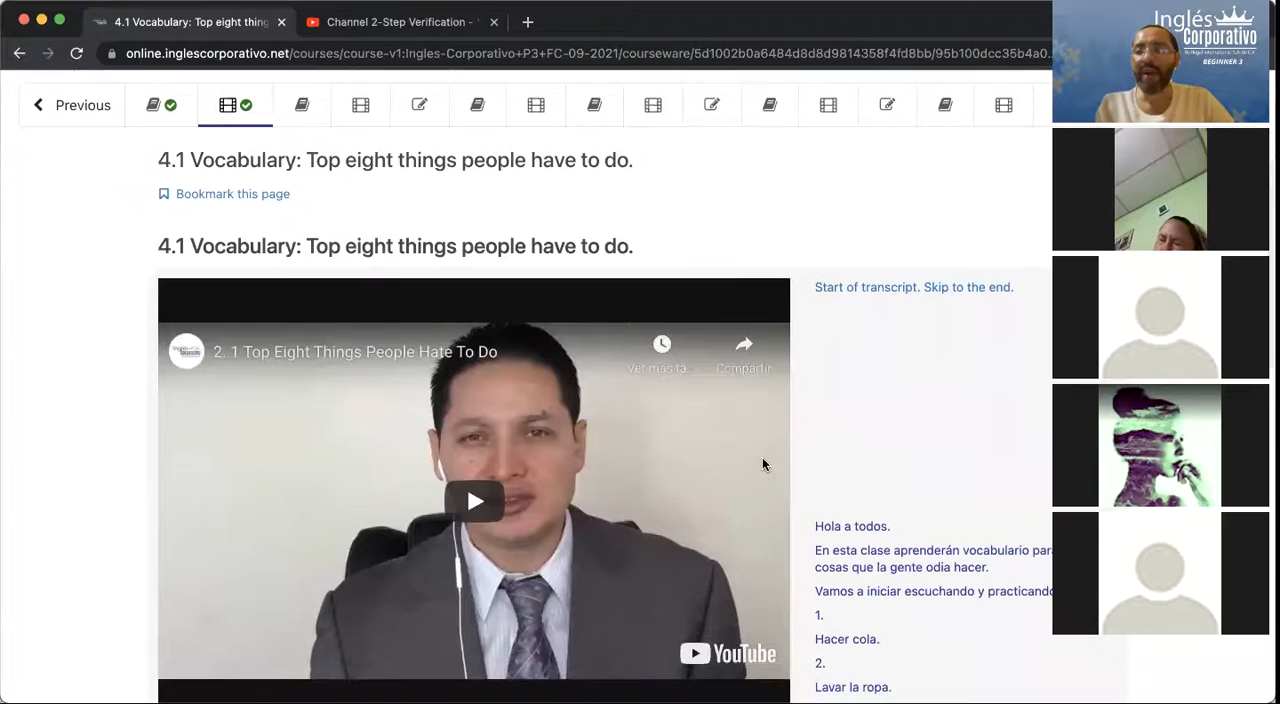 4.1 Vocabulary: Top eight thing
Channel 2-Step Verification -
online.inglescorporativo.net/courses/course-v1:Ingles-Corporativo+P3+PC-09-2021/courseware/5d1002b0a6484d8d8d9814358f4fd8bb/95b100dcc35b4a0...
Inglés
Corporativo
BEGINNER 3
Previous
4.1 Vocabulary: Top eight things people have to do.
Bookmark this page
4.1 Vocabulary: Top eight things people have to do.
2. 1 Top Eight Things People Hate To Do
Ver más ta...
Compartir
YouTube
Start of transcript. Skip to the end.
Hola a todos.
En esta clase aprenderán vocabulario para
cosas que la gente odia hacer.
Vamos a iniciar escuchando y practicando
1.
Hacer cola.
2.
Lavar la ropa.